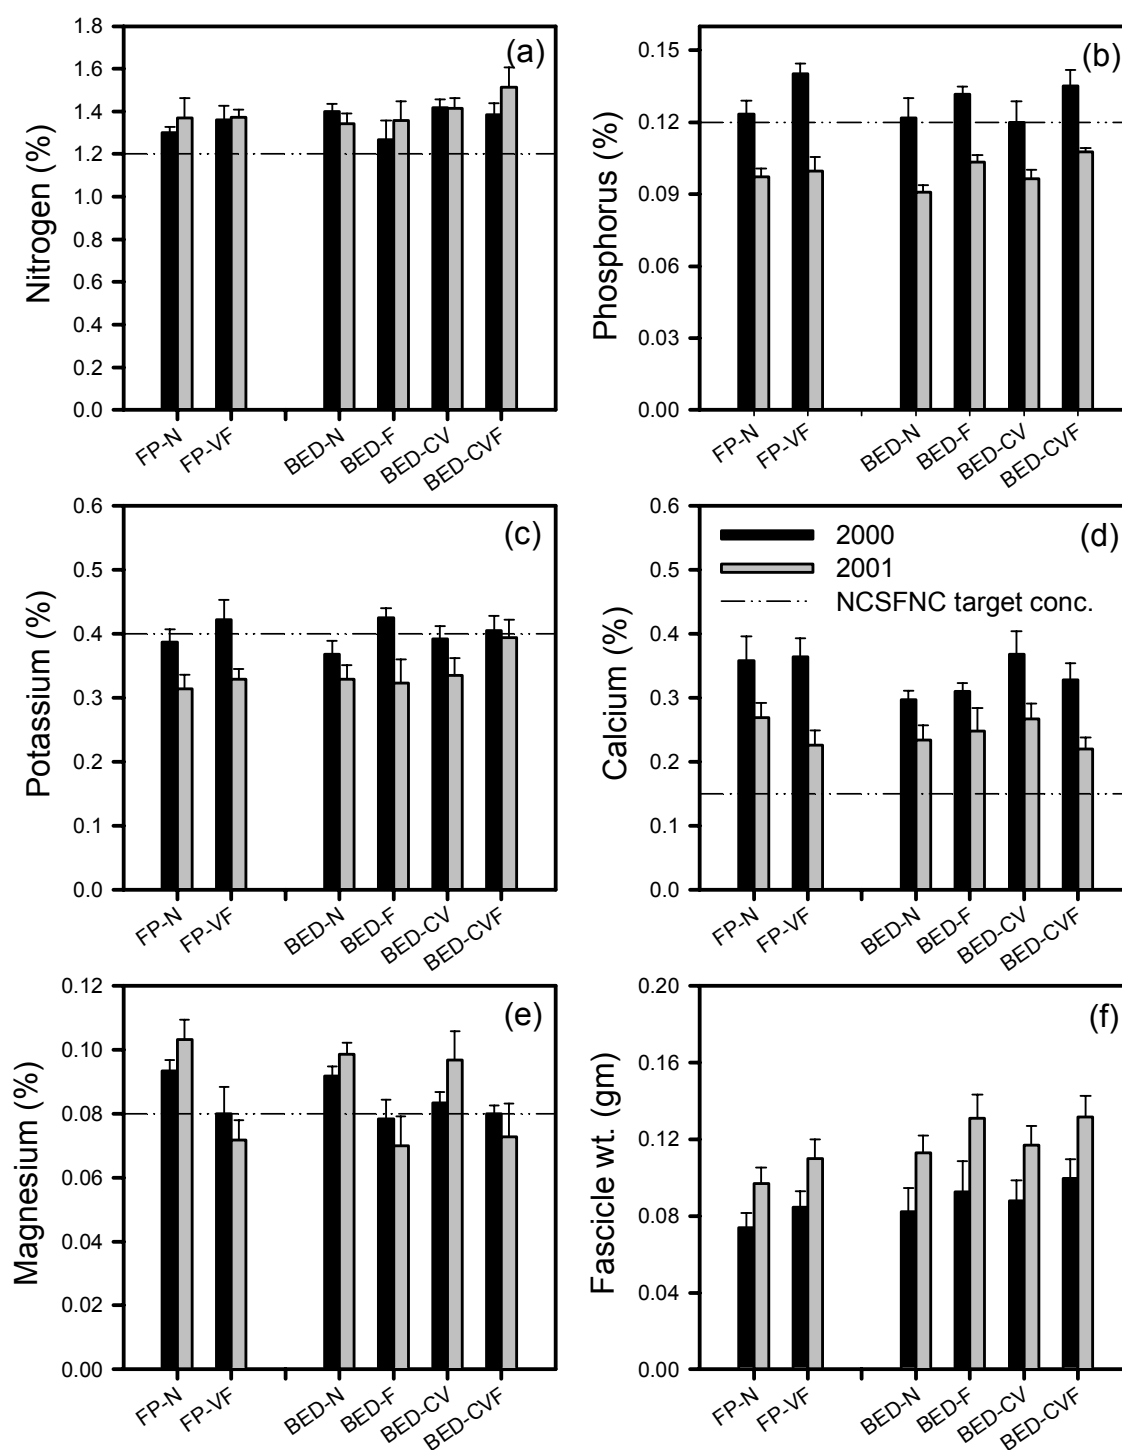 (a)
Nitrogen (%)
1.8
1.6
1.4
1.2
1.0
0.8
0.6
0.4
0.2
0.0
FP-N
FP-VF
BED-N
BED-F
BED-CV
BED-CVF
(b)
Phosphorus (%)
0.15
0.12
0.09
0.06
0.03
0.00
FP-N
FP-VF
BED-N
BED-F
BED-CV
BED-CVF
(c)
Potassium (%)
0.6
0.5
0.4
0.3
0.2
0.1
0.0
FP-N
FP-VF
BED-N
BED-F
BED-CV
BED-CVF
(d)
2000
2001
NCSFNC target conc.
Calcium (%)
0.6
0.5
0.4
0.3
0.2
0.1
0.0
FP-N
FP-VF
BED-N
BED-F
BED-CV
BED-CVF
(e)
Magnesium (%)
0.12
0.10
0.08
0.06
0.04
0.02
0.00
FP-N
FP-VF
BED-N
BED-F
BED-CV
BED-CVF
(f)
Fascicle wt. (gm)
0.20
0.16
0.12
0.08
0.04
0.00
FP-N
FP-VF
BED-N
BED-F
BED-CV
BED-CVF